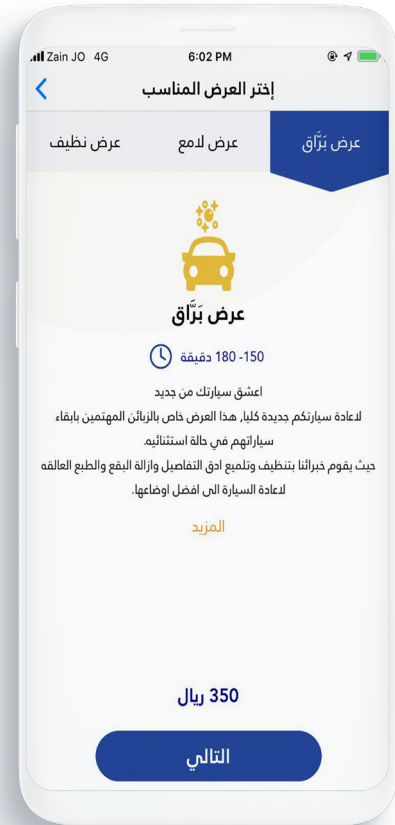 Zain JO 4G 6:02 PM
إختر العرض المناسب
عرض بَرَّاق عرض لامع عرض نظيف
عرض بَرَّاق
150- 180 دقيقة
اعشق سيارتك من جديد
لاعادة سيارتكم جديدة كليا, هذا العرض خاص بالزبائن المهتمين بابقاء
سياراتهم في حالة استثنائيه.
حيث يقوم خبرائنا بتنظيف وتلميع ادق التفاصيل وازالة البقع والطبع العالقه
لاعادة السيارة الى افضل اوضاعها.
المزيد
350 ريال
التالي